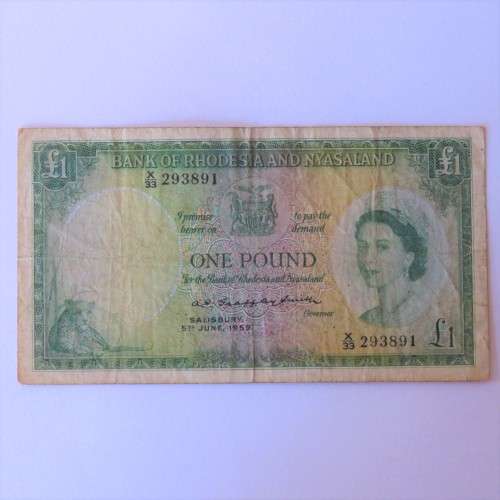 £1 BANK OF RHODESIA AND NYASALAND £1
X/33 293891
I promise to pay the
bearer on demand
ONE POUND
for the Bank of Rhodesia and Nyasaland
Governor
SALISBURY
5TH JUNE, 1959
X/33 293891 £1